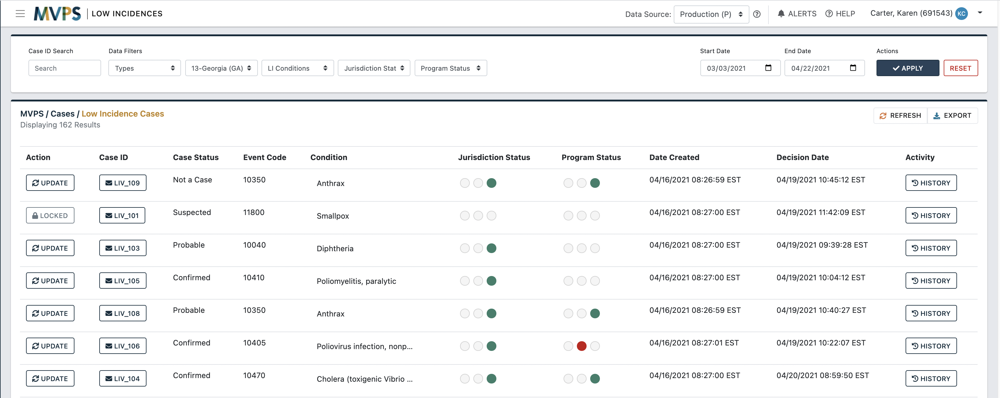 MVPS | LOW INCIDENCES Data Source: Production (P) ALERTS HELP Carter, Karen (691543) KC
Case ID Search Data Filters Start Date End Date Actions
Search Types 13-Georgia (GA) LI Conditions Jurisdiction Stat Program Status 03/03/2021 04/22/2021 APPLY RESET
MVPS / Cases / Low Incidence Cases
Displaying 162 Results
REFRESH EXPORT
Action Case ID Case Status Event Code Condition Jurisdiction Status Program Status Date Created Decision Date Activity
UPDATE LIV_109 Not a Case 10350 Anthrax 04/16/2021 08:26:59 EST 04/19/2021 10:45:12 EST HISTORY
LOCKED LIV_101 Suspected 11800 Smallpox 04/16/2021 08:27:00 EST 04/19/2021 11:42:09 EST HISTORY
UPDATE LIV_103 Probable 10040 Diphtheria 04/16/2021 08:27:00 EST 04/19/2021 09:39:28 EST HISTORY
UPDATE LIV_105 Confirmed 10410 Poliomyelitis, paralytic 04/16/2021 08:27:00 EST 04/19/2021 10:04:12 EST HISTORY
UPDATE LIV_108 Probable 10350 Anthrax 04/16/2021 08:26:59 EST 04/19/2021 10:40:27 EST HISTORY
UPDATE LIV_106 Confirmed 10405 Poliovirus infection, nonp... 04/16/2021 08:27:01 EST 04/19/2021 10:22:07 EST HISTORY
UPDATE LIV_104 Confirmed 10470 Cholera (toxigenic Vibrio ... 04/16/2021 08:27:00 EST 04/20/2021 08:59:50 EST HISTORY